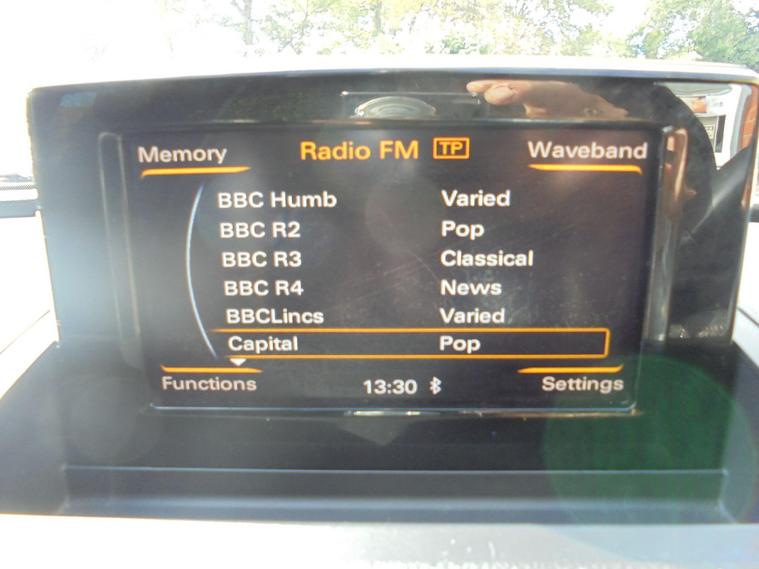 Memory Radio FM TP Waveband
BBC Humb Varied
BBC R2 Pop
BBC R3 Classical
BBC R4 News
BBCLincs Varied
Capital Pop
Functions 13:30 Settings